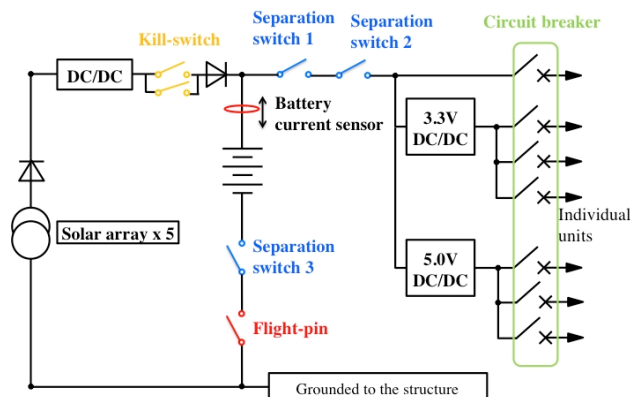 Separation
switch 1
Separation
switch 2
Circuit breaker
Kill-switch
DC/DC
Battery
current sensor
3.3V
DC/DC
Solar array x 5
Individual
units
Separation
switch 3
5.0V
DC/DC
Flight-pin
Grounded to the structure